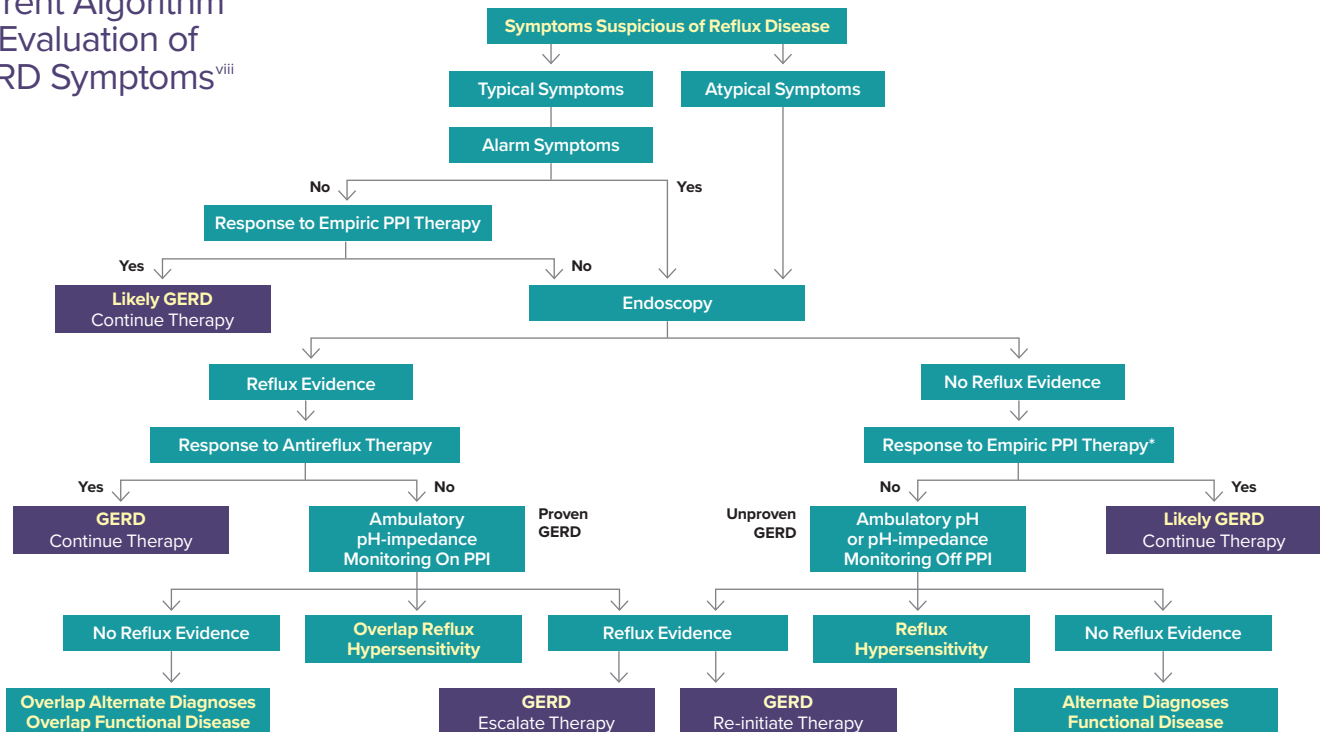 Algorithm
Evaluation of
Symptoms^viii
Symptoms Suspicious of Reflux Disease
Typical Symptoms
Atypical Symptoms
Alarm Symptoms
No
Yes
Response to Empiric PPI Therapy
Yes
No
Likely GERD
Continue Therapy
Endoscopy
Reflux Evidence
No Reflux Evidence
Response to Antireflux Therapy
Response to Empiric PPI Therapy*
Yes
No
No
Yes
GERD
Continue Therapy
Ambulatory
pH-impedance
Monitoring On PPI
Proven
GERD
Unproven
GERD
Ambulatory pH
or pH-impedance
Monitoring Off PPI
Likely GERD
Continue Therapy
No Reflux Evidence
Overlap Reflux
Hypersensitivity
Reflux Evidence
Reflux
Hypersensitivity
No Reflux Evidence
Overlap Alternate Diagnoses
Overlap Functional Disease
GERD
Escalate Therapy
GERD
Re-initiate Therapy
Alternate Diagnoses
Functional Disease